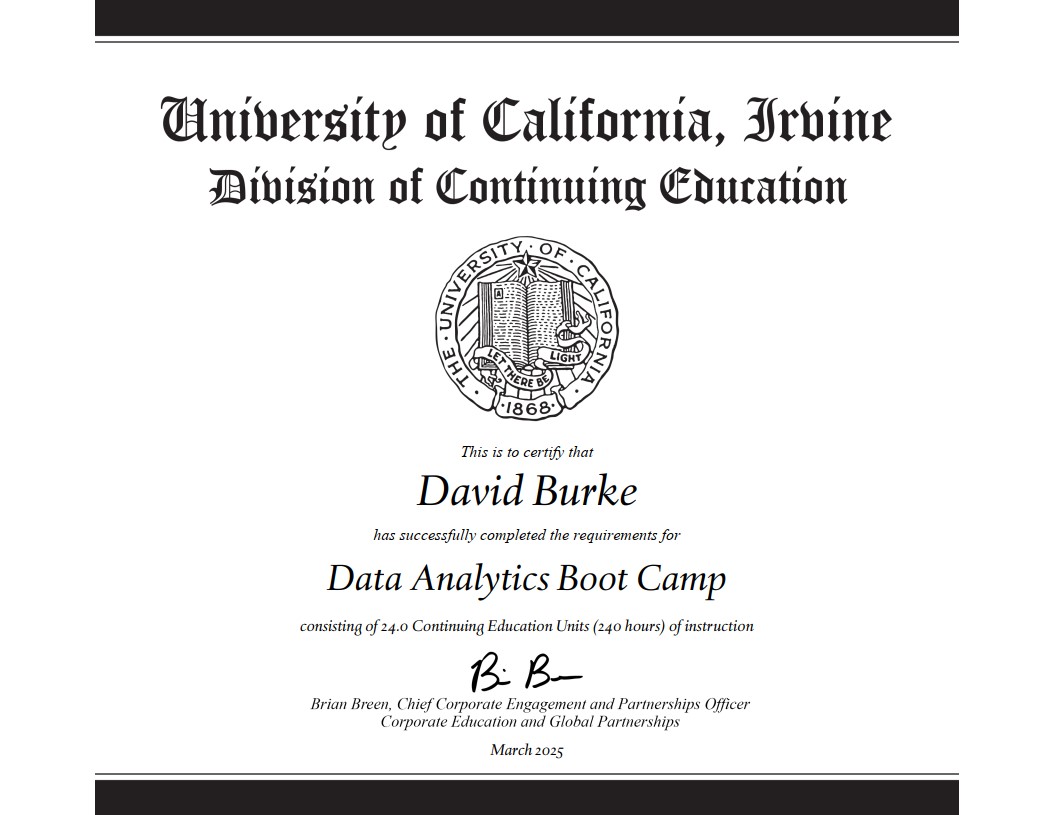 University of California, Irvine
Division of Continuing Education
THE · UNIVERSITY · OF · CALIFORNIA ·
A
LET THERE BE LIGHT
·1868·
This is to certify that
David Burke
has successfully completed the requirements for
Data Analytics Boot Camp
consisting of 24.0 Continuing Education Units (240 hours) of instruction
Brian Breen, Chief Corporate Engagement and Partnerships Officer
Corporate Education and Global Partnerships
March 2025